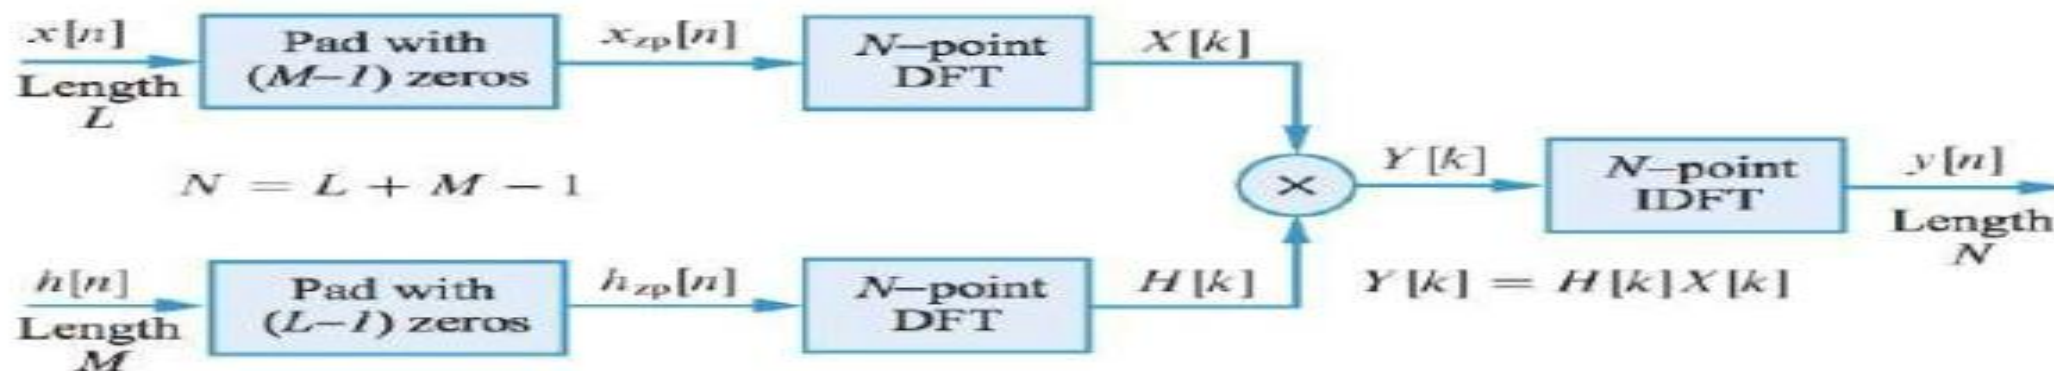 x[n]
Length
L
Pad with
(M–1) zeros
x_zp[n]
N–point
DFT
X[k]
N = L + M − 1
×
Y[k]
N–point
IDFT
y[n]
Length
N
h[n]
Length
M
Pad with
(L–1) zeros
h_zp[n]
N–point
DFT
H[k]
Y[k] = H[k]X[k]